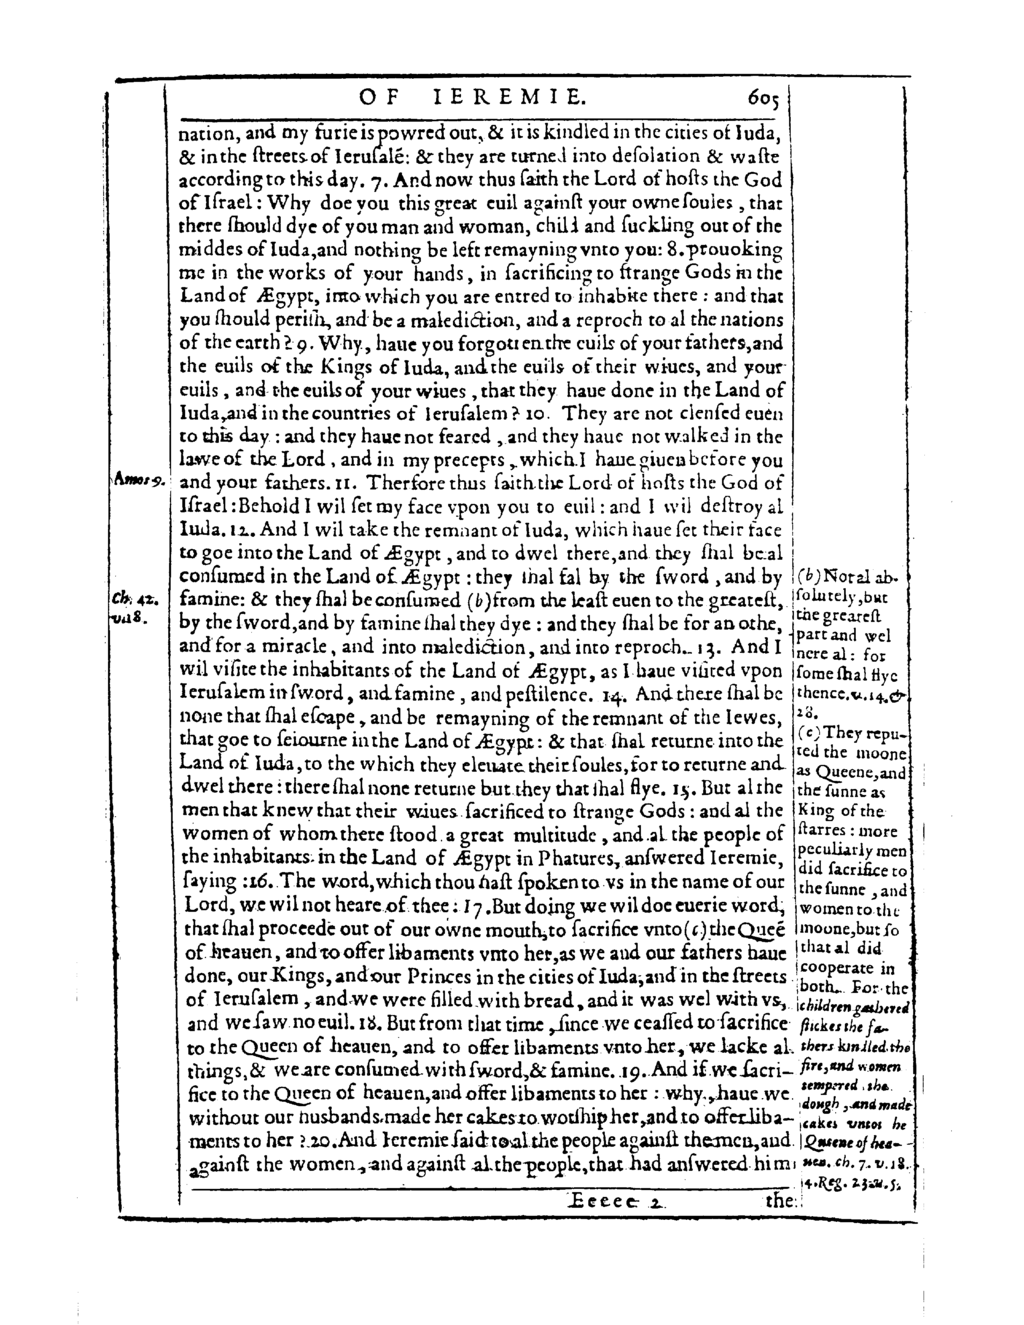 OF IEREMIE. 605
nation, and my furie is powred out, & it is kindled in the cities of Iuda,
& in the ſtreets of Ieruſalé: & they are turned into deſolation & waſte
according to this day. 7. And now thus ſaith the Lord of hoſts the God
of Iſrael: Why doe you this great euil againſt your owne ſoules, that
there ſhould dye of you man and woman, child and ſuckling out of the
middes of Iuda, and nothing be left remayning vnto you: 8. prouoking
me in the works of your hands, in ſacrificing to ſtrange Gods in the
Land of Ægypt, into which you are entred to inhabite there: and that
you ſhould periſh, and be a malediction, and a reproch to al the nations
of the earth? 9. Why, haue you forgotten the euils of your fathers, and
the euils of the Kings of Iuda, and the euils of their wiues, and your
euils, and the euils of your wiues, that they haue done in the Land of
Iuda, and in the countries of Ieruſalem? 10. They are not clenſed euen
to this day: and they haue not feared, and they haue not walked in the
lawe of the Lord, and in my precepts, which I haue giuen before you
Amos 9. and your fathers. 11. Therfore thus ſaith the Lord of hoſts the God of
Iſrael: Behold I wil ſet my face vpon you to euil: and I wil deſtroy al
Iuda. 12. And I wil take the remnant of Iuda, which haue ſet their face
to goe into the Land of Ægypt, and to dwel there, and they ſhal be al
conſumed in the Land of Ægypt: they ſhal fal by the ſword, and by
Ch. 42. famine: & they ſhal be conſumed (b) from the leaſt euen to the greateſt,
v. 18. by the ſword, and by famine ſhal they dye: and they ſhal be for an othe,
and for a miracle, and into malediction, and into reproch. 13. And I
wil viſite the inhabitants of the Land of Ægypt, as I haue viſited vpon
Ieruſalem in ſword, and famine, and peſtilence. 14. And there ſhal be
none that ſhal eſcape, and be remayning of the remnant of the Iewes,
that goe to ſeiourne in the Land of Ægypt: & that ſhal returne into the
Land of Iuda, to the which they eleuate their ſoules, for to returne and
dwel there: there ſhal none returne but they that ſhal flye. 15. But al the
men that knew that their wiues ſacrificed to ſtrange Gods: and al the
women of whom there ſtood a great multitude, and al the people of
the inhabitants in the Land of Ægypt in Phatures, anſwered Ieremie,
ſaying: 16. The word, which thou haſt ſpoken to vs in the name of our
Lord, we wil not heare of thee: 17. But doing we wil doe euerie word,
that ſhal proceede out of our owne mouth, to ſacrifice vnto (c) the Queé
of heauen, and to offer libaments vnto her, as we and our fathers haue
done, our Kings, and our Princes in the cities of Iuda, and in the ſtreets
of Ieruſalem, and we were filled with bread, and it was wel with vs,
and we ſaw no euil. 18. But from that time, ſince we ceaſſed to ſacrifice
to the Queen of heauen, and to offer libaments vnto her, we lacke al
things, & we are conſumed with ſword, & famine. 19. And if we ſacri-
fice to the Queen of heauen, and offer libaments to her: why, haue we
without our husbands made her cakes to worſhip her, and to offer liba-
ments to her? 20. And Ieremie ſaid to al the people againſt the men, and
againſt the women, and againſt al the people, that had anſwered him
Eeeee 2 the
(b) Not al ab-
ſolutely, but
the greateſt
part and wel
nere al: for
ſome ſhal flye
thence. v. 14. &
28.
(c) They repu-
ted the moone
as Queene, and
the ſunne as
King of the
ſtarres: more
peculiarly men
did ſacrifice to
the ſunne, and
women to the
moone, but ſo
that al did
cooperate in
both. For the
children gathered
ſtickes the fa-
thers kindled the
fire, and women
tempered the
dough, and made
cakes vnto the
Queene of hea-
uen. ch. 7. v. 18.
4. Reg. 23. v. 5.